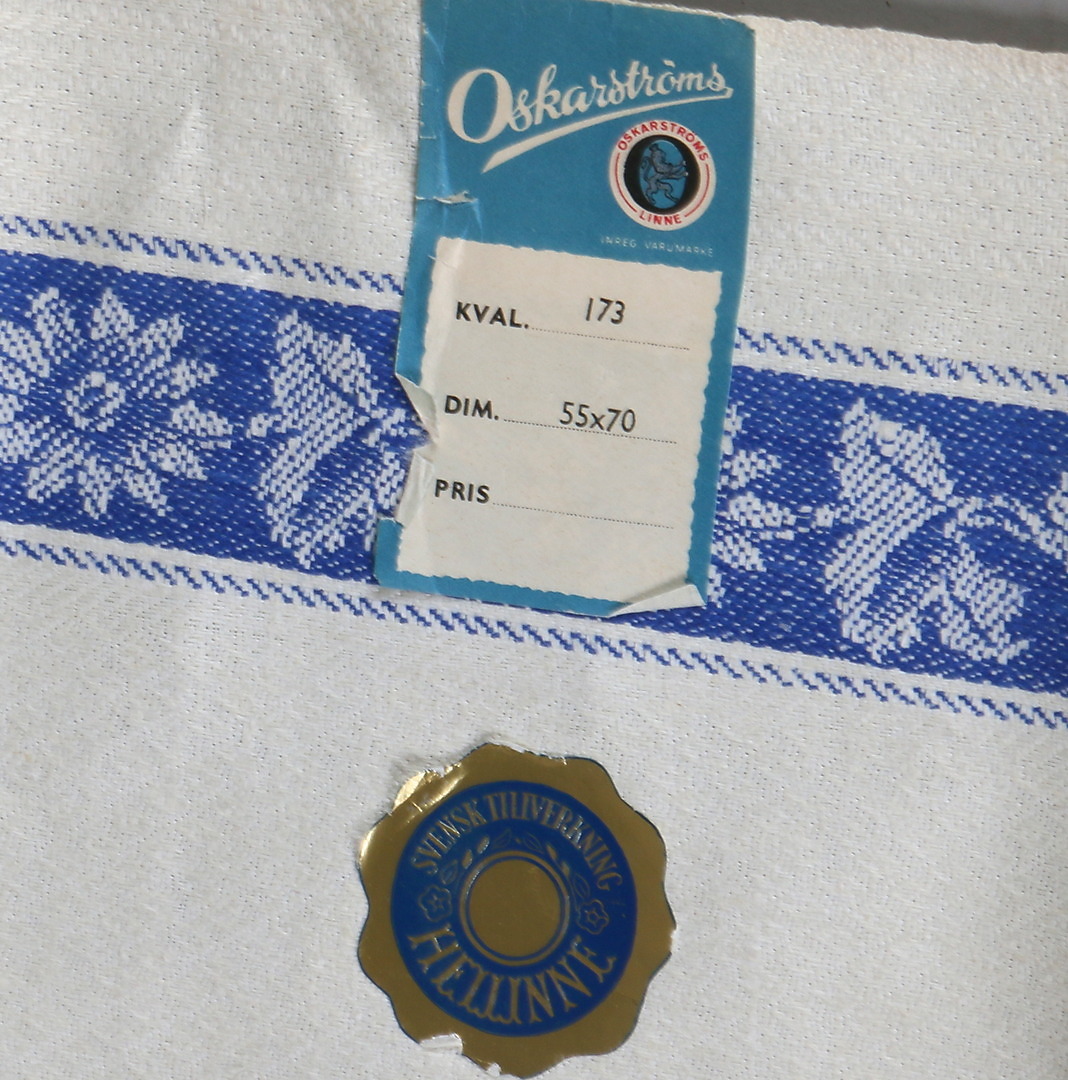 Oskarströms
OSKARSTRÖMS
LINNE
INREG. VARUMÄRKE
KVAL. 173
DIM. 55x70
PRIS
SVENSK TILLVERKNING
HELLINNE